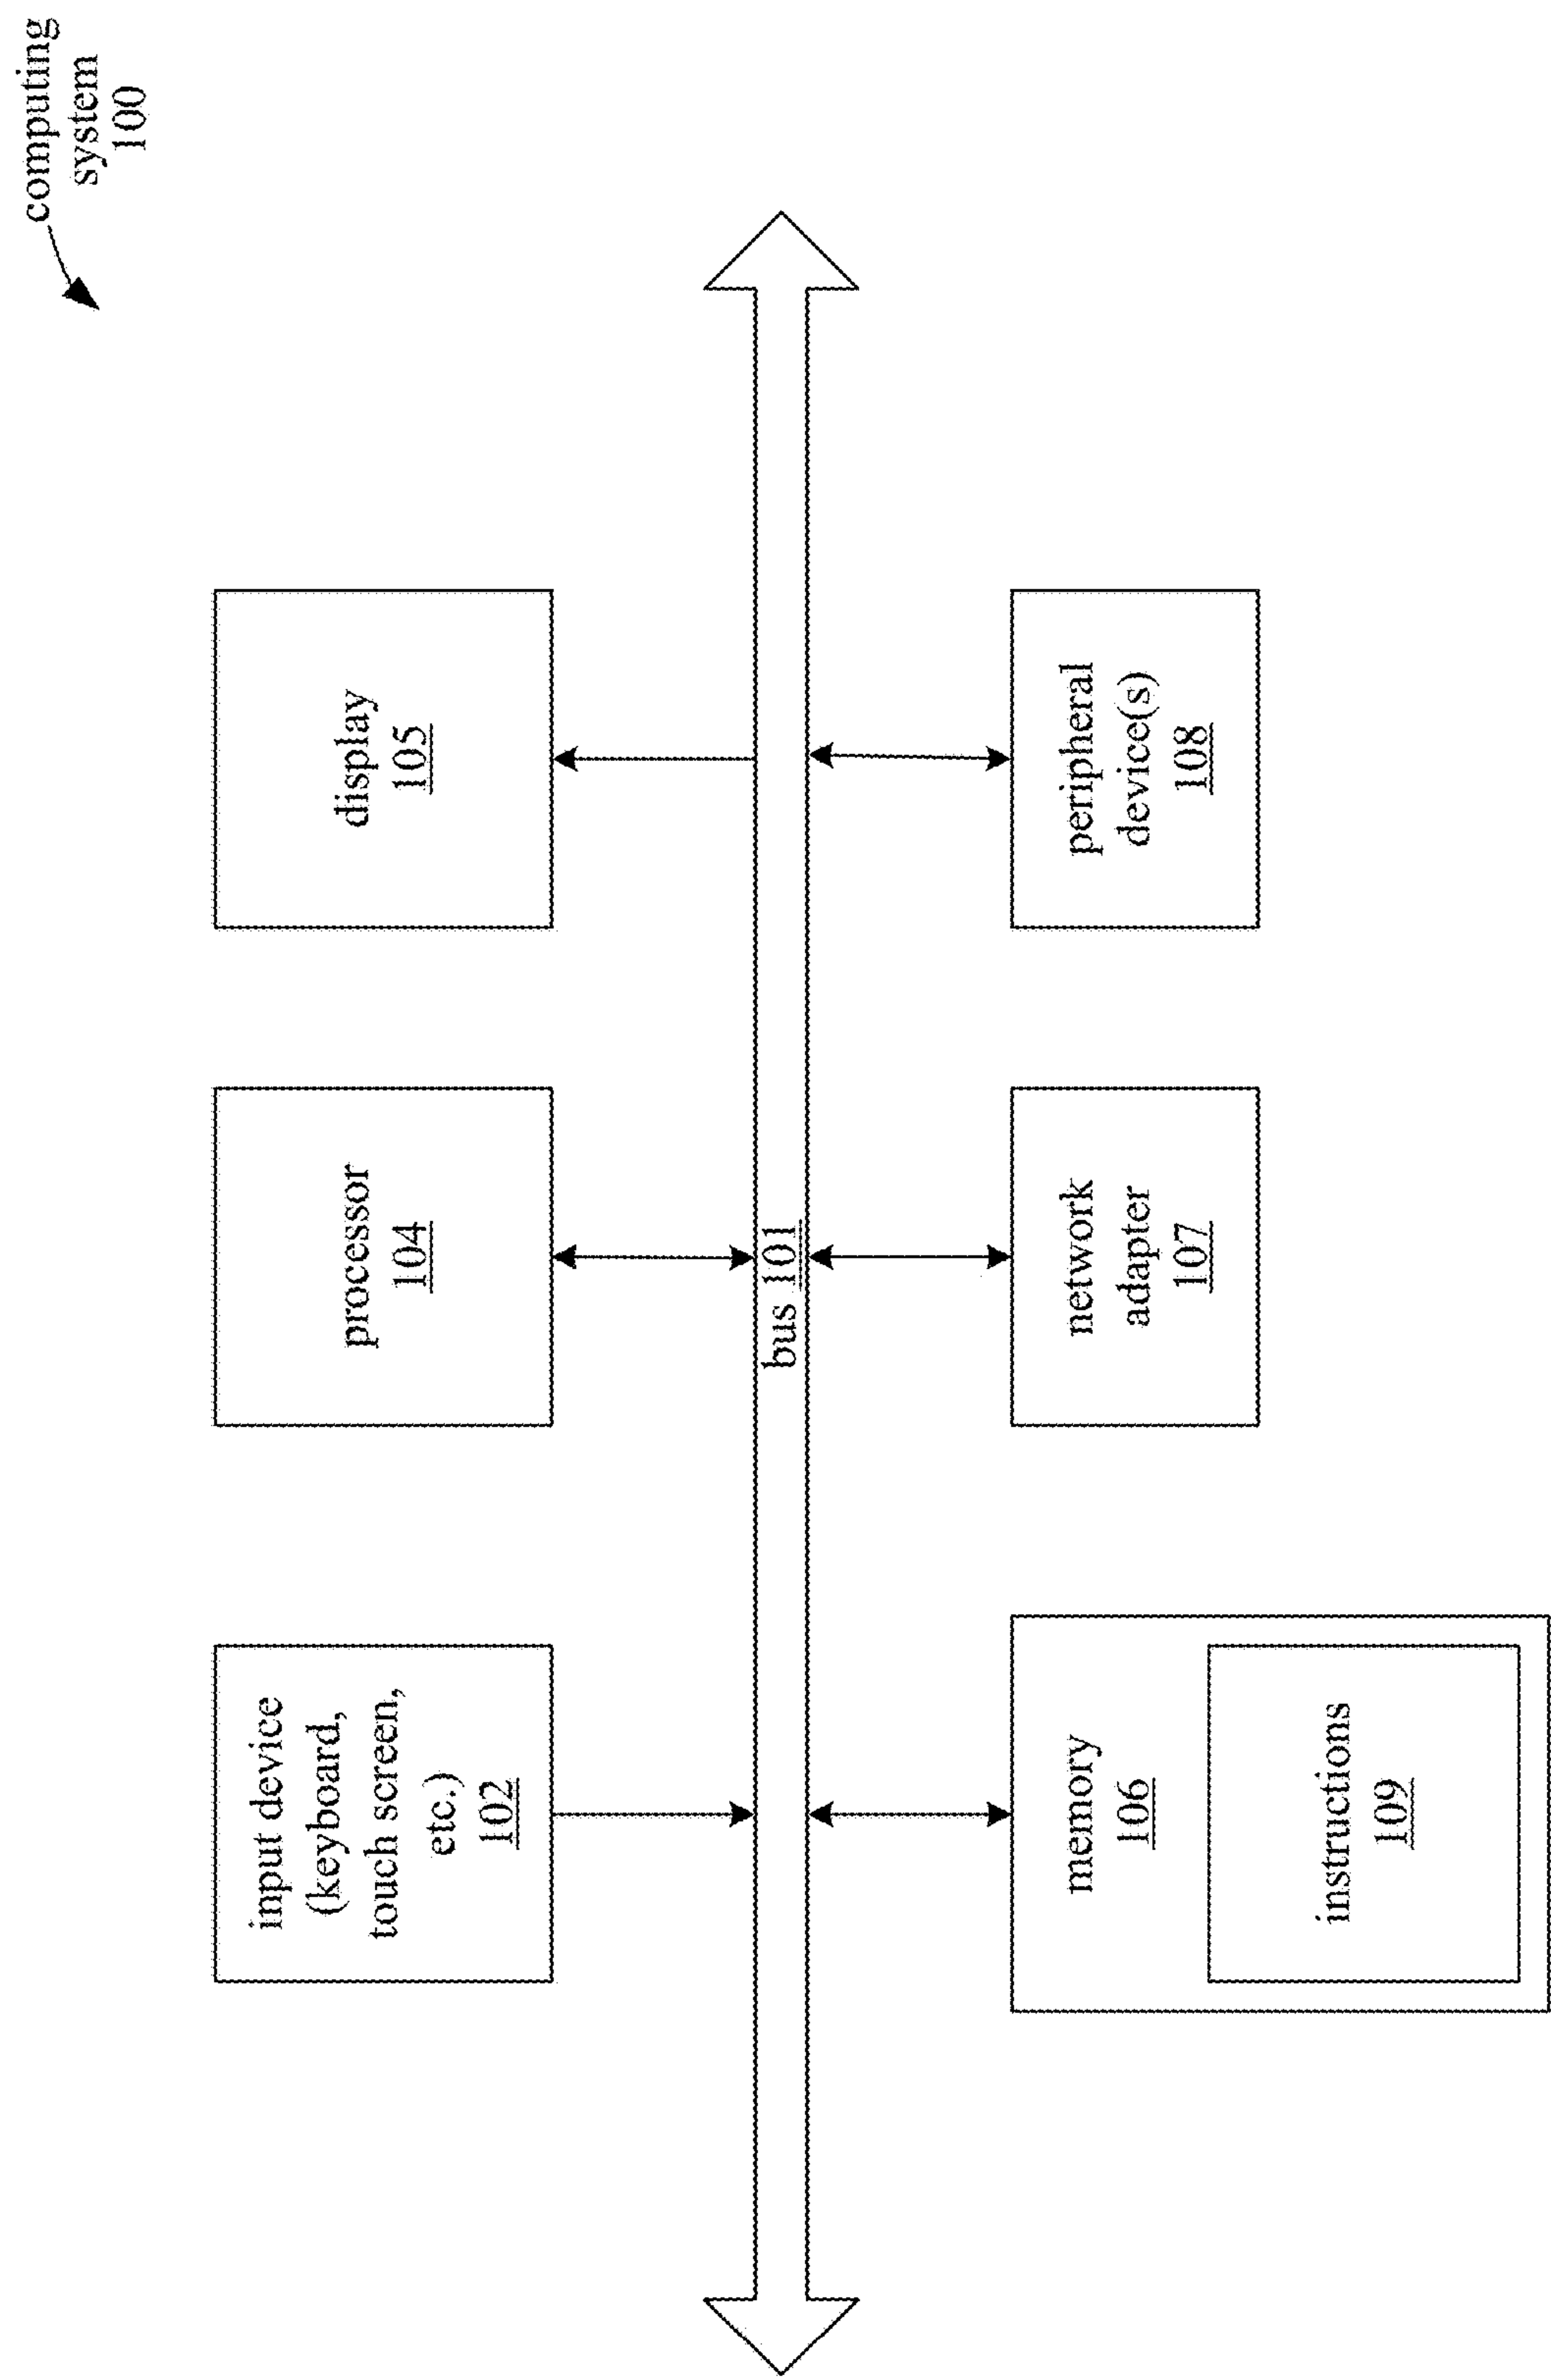 computing
system
100
input device
(keyboard,
touch screen,
etc.)
102
processor
104
display
105
bus 101
memory
106
instructions
109
network
adapter
107
peripheral
device(s)
108